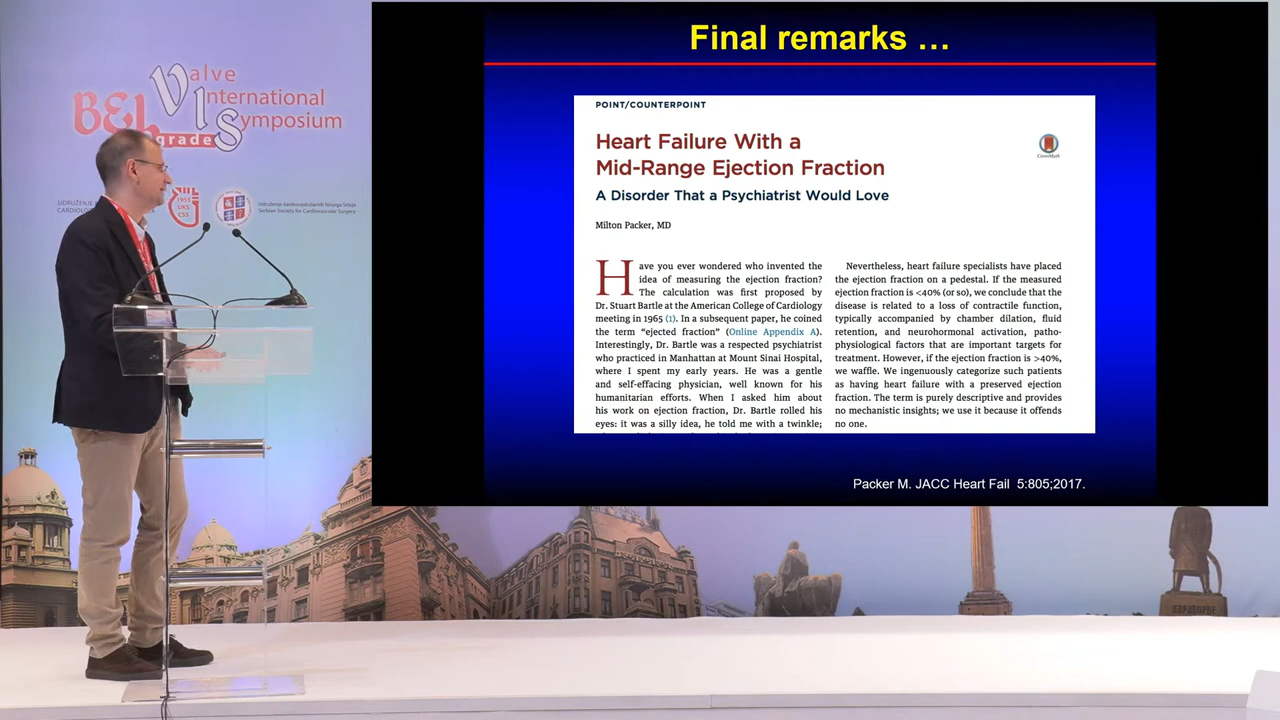 Final remarks …
POINT/COUNTERPOINT
Heart Failure With a
Mid-Range Ejection Fraction
CrossMark
A Disorder That a Psychiatrist Would Love
Milton Packer, MD
Have you ever wondered who invented the
idea of measuring the ejection fraction?
The calculation was first proposed by
Dr. Stuart Bartle at the American College of Cardiology
meeting in 1965 (1). In a subsequent paper, he coined
the term “ejected fraction” (Online Appendix A).
Interestingly, Dr. Bartle was a respected psychiatrist
who practiced in Manhattan at Mount Sinai Hospital,
where I spent my early years. He was a gentle
and self-effacing physician, well known for his
humanitarian efforts. When I asked him about
his work on ejection fraction, Dr. Bartle rolled his
eyes: it was a silly idea, he told me with a twinkle;
Nevertheless, heart failure specialists have placed
the ejection fraction on a pedestal. If the measured
ejection fraction is <40% (or so), we conclude that the
disease is related to a loss of contractile function,
typically accompanied by chamber dilation, fluid
retention, and neurohormonal activation, patho-
physiological factors that are important targets for
treatment. However, if the ejection fraction is >40%,
we waffle. We ingenuously categorize such patients
as having heart failure with a preserved ejection
fraction. The term is purely descriptive and provides
no mechanistic insights; we use it because it offends
no one.
Packer M. JACC Heart Fail 5:805;2017.
BELgrade
Valve
International
Symposium
UDRUŽENJE
CARDIOLOG
1955
UKS
CSS
Udruženje kardiovaskularnih hirurga Srbije
Serbian Society for Cardiovascular Surgery